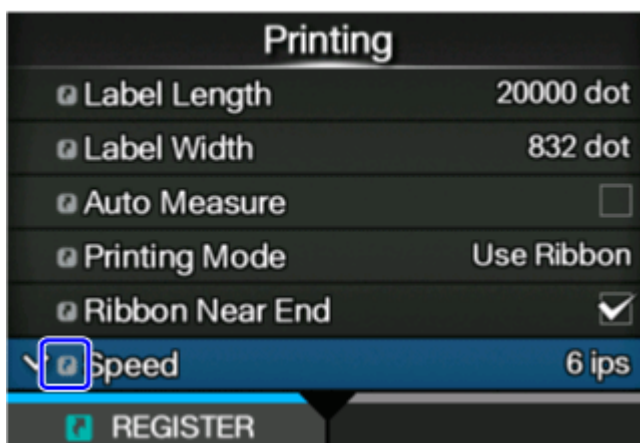 Printing
Label Length 20000 dot
Label Width 832 dot
Auto Measure
Printing Mode Use Ribbon
Ribbon Near End
Speed 6 ips
REGISTER